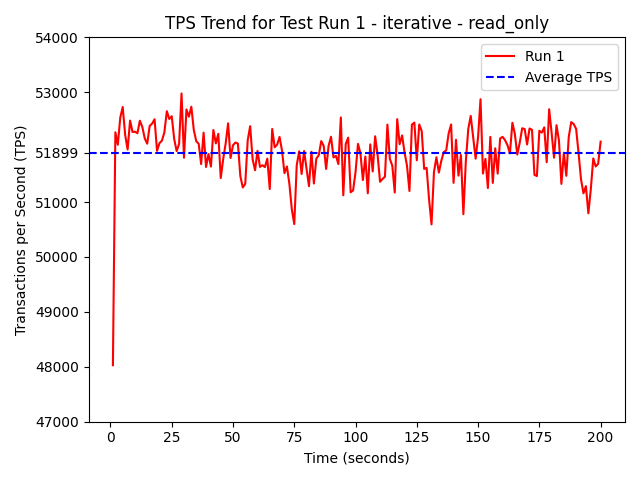 TPS Trend for Test Run 1 - iterative - read_only
Run 1
Average TPS
Transactions per Second (TPS)
54000
53000
51899
51000
50000
49000
48000
47000
0 25 50 75 100 125 150 175 200
Time (seconds)